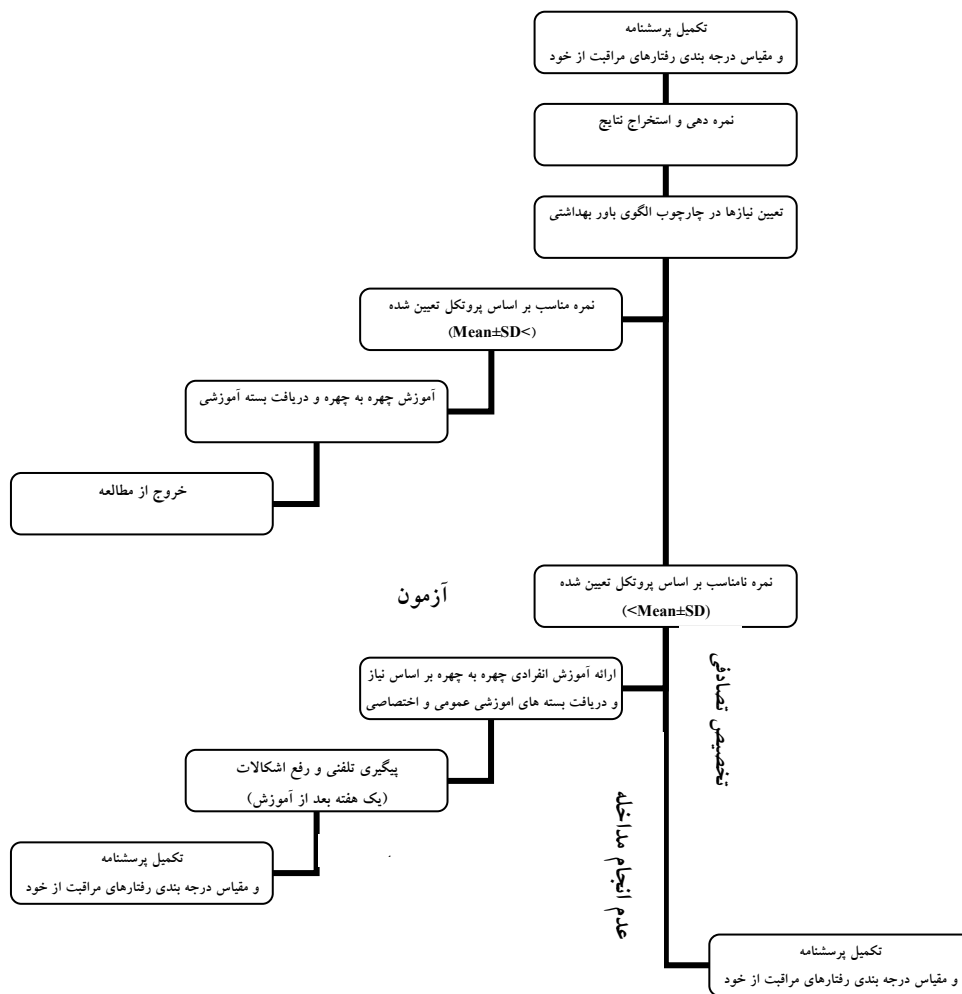 تکمیل پرسشنامه
و مقیاس درجه بندی رفتارهای مراقبت از خود
نمره دهی و استخراج نتایج
تعیین نیازها در چارچوب الگوی باور بهداشتی
نمره مناسب بر اساس پروتکل تعیین شده
(Mean±SD<)
آموزش چهره به چهره و دریافت بسته آموزشی
خروج از مطالعه
نمره نامناسب بر اساس پروتکل تعیین شده
(<Mean±SD)
آزمون
تخصیص تصادفی
ارائه آموزش انفرادی چهره به چهره بر اساس نیاز
و دریافت بسته های اموزشی عمومی و اختصاصی
پیگیری تلفنی و رفع اشکالات
(یک هفته بعد از آموزش)
عدم انجام مداخله
تکمیل پرسشنامه
و مقیاس درجه بندی رفتارهای مراقبت از خود
تکمیل پرسشنامه
و مقیاس درجه بندی رفتارهای مراقبت از خود